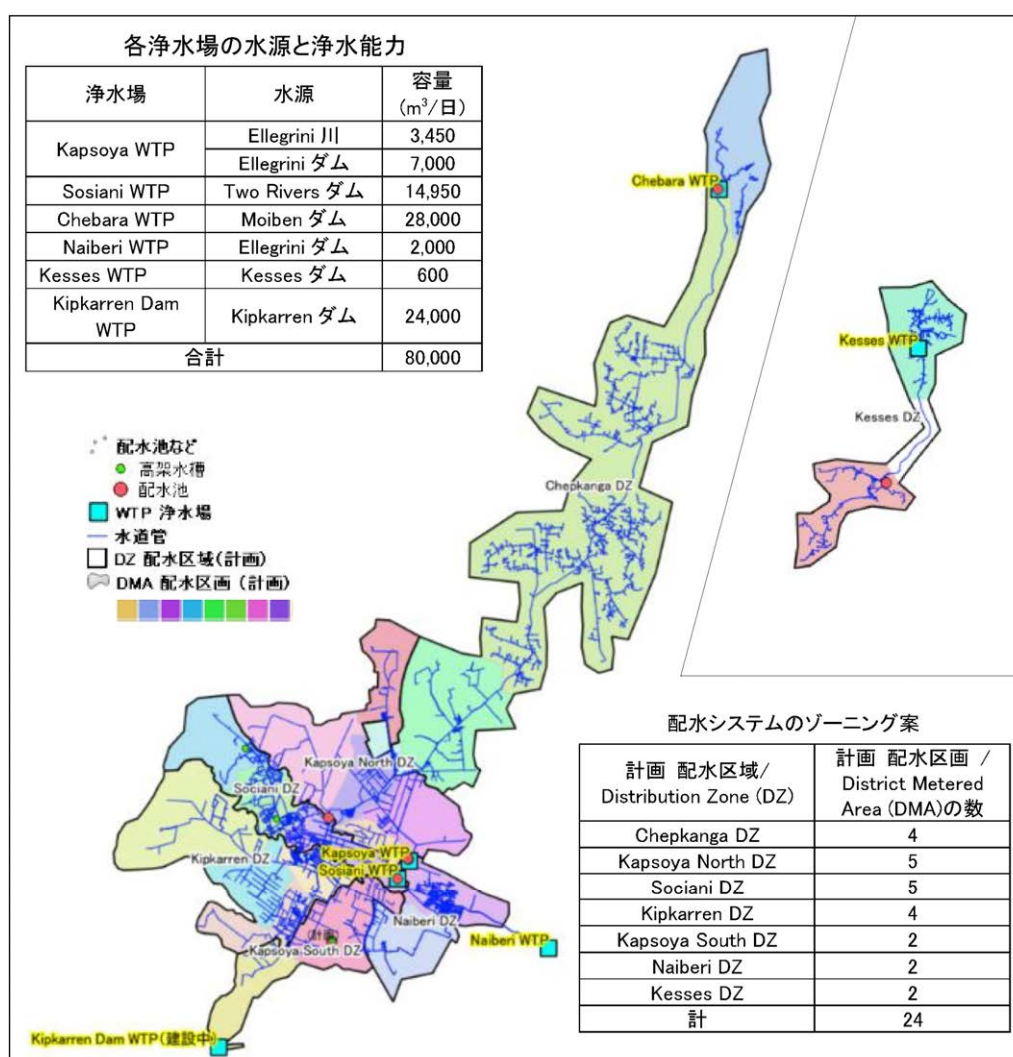 各浄水場の水源と浄水能力
浄水場 水源 容量
(m³/日)
Kapsoya WTP Ellegrini 川 3,450
Ellegrini ダム 7,000
Sosiani WTP Two Rivers ダム 14,950
Chebara WTP Moiben ダム 28,000
Naiberi WTP Ellegrini ダム 2,000
Kesses WTP Kesses ダム 600
Kipkarren Dam
WTP Kipkarren ダム 24,000
合計 80,000
Chebara WTP
Kesses WTP
Kesses DZ
配水池など
高架水槽
配水池
WTP 浄水場
水道管
DZ 配水区域(計画)
DMA 配水区画 (計画)
Chepkanga DZ
Kapsoya North DZ
Sociani DZ
Kipkarren DZ
Kapsoya WTP
Sosiani WTP
Naiberi DZ
Naiberi WTP
(計画)
Kapsoya South DZ
Kipkarren Dam WTP(建設中)
配水システムのゾーニング案
計画 配水区域/
Distribution Zone (DZ)
計画 配水区画 /
District Metered
Area (DMA)の数
Chepkanga DZ 4
Kapsoya North DZ 5
Sociani DZ 5
Kipkarren DZ 4
Kapsoya South DZ 2
Naiberi DZ 2
Kesses DZ 2
計 24